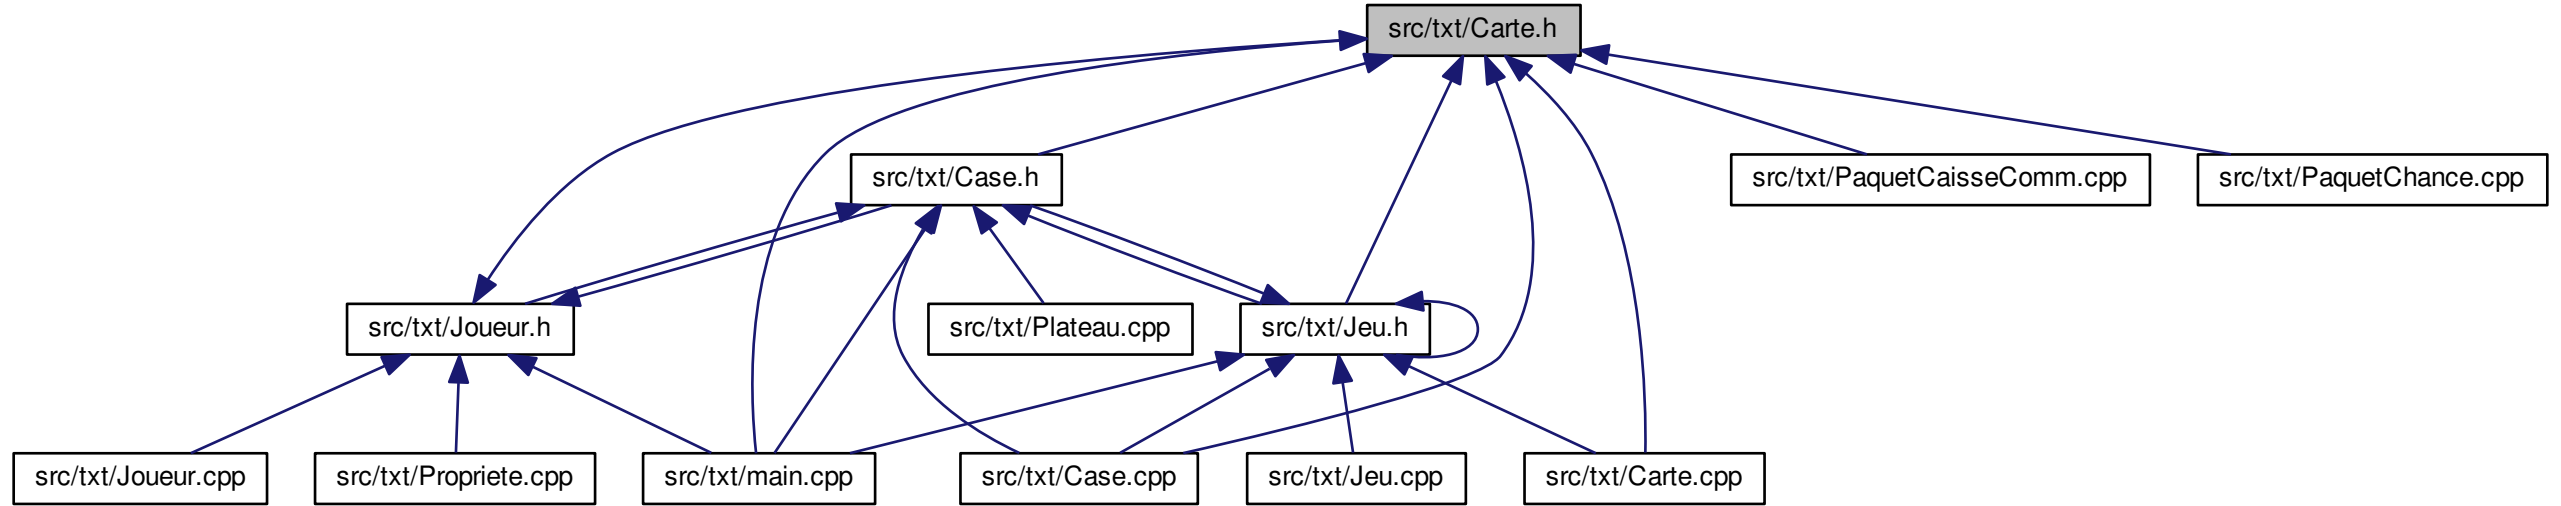 src/txt/Carte.h
src/txt/Case.h
src/txt/PaquetCaisseComm.cpp
src/txt/PaquetChance.cpp
src/txt/Joueur.h
src/txt/Plateau.cpp
src/txt/Jeu.h
src/txt/Joueur.cpp
src/txt/Propriete.cpp
src/txt/main.cpp
src/txt/Case.cpp
src/txt/Jeu.cpp
src/txt/Carte.cpp